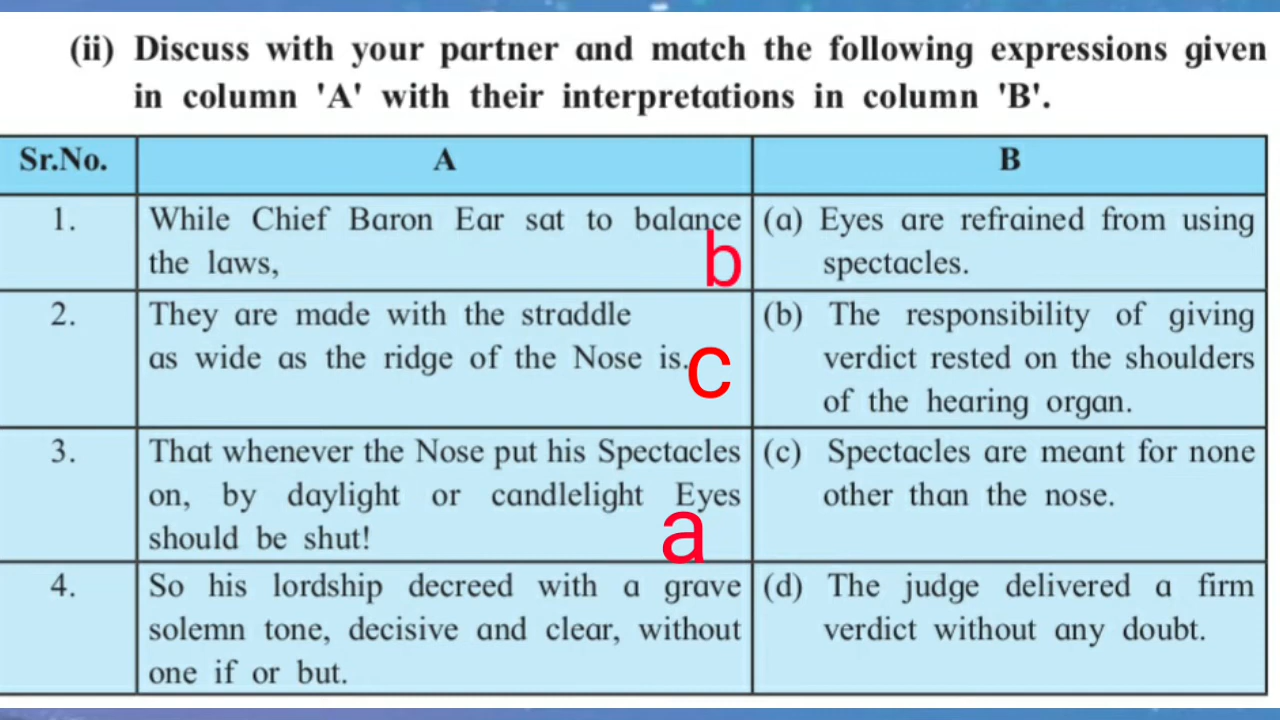 (ii) Discuss with your partner and match the following expressions given
in column 'A' with their interpretations in column 'B'.
Sr.No. A B
1. While Chief Baron Ear sat to balance (a) Eyes are refrained from using
the laws, b spectacles.
2. They are made with the straddle (b) The responsibility of giving
as wide as the ridge of the Nose is. c verdict rested on the shoulders
of the hearing organ.
3. That whenever the Nose put his Spectacles (c) Spectacles are meant for none
on, by daylight or candlelight Eyes other than the nose.
should be shut! a
4. So his lordship decreed with a grave (d) The judge delivered a firm
solemn tone, decisive and clear, without verdict without any doubt.
one if or but.